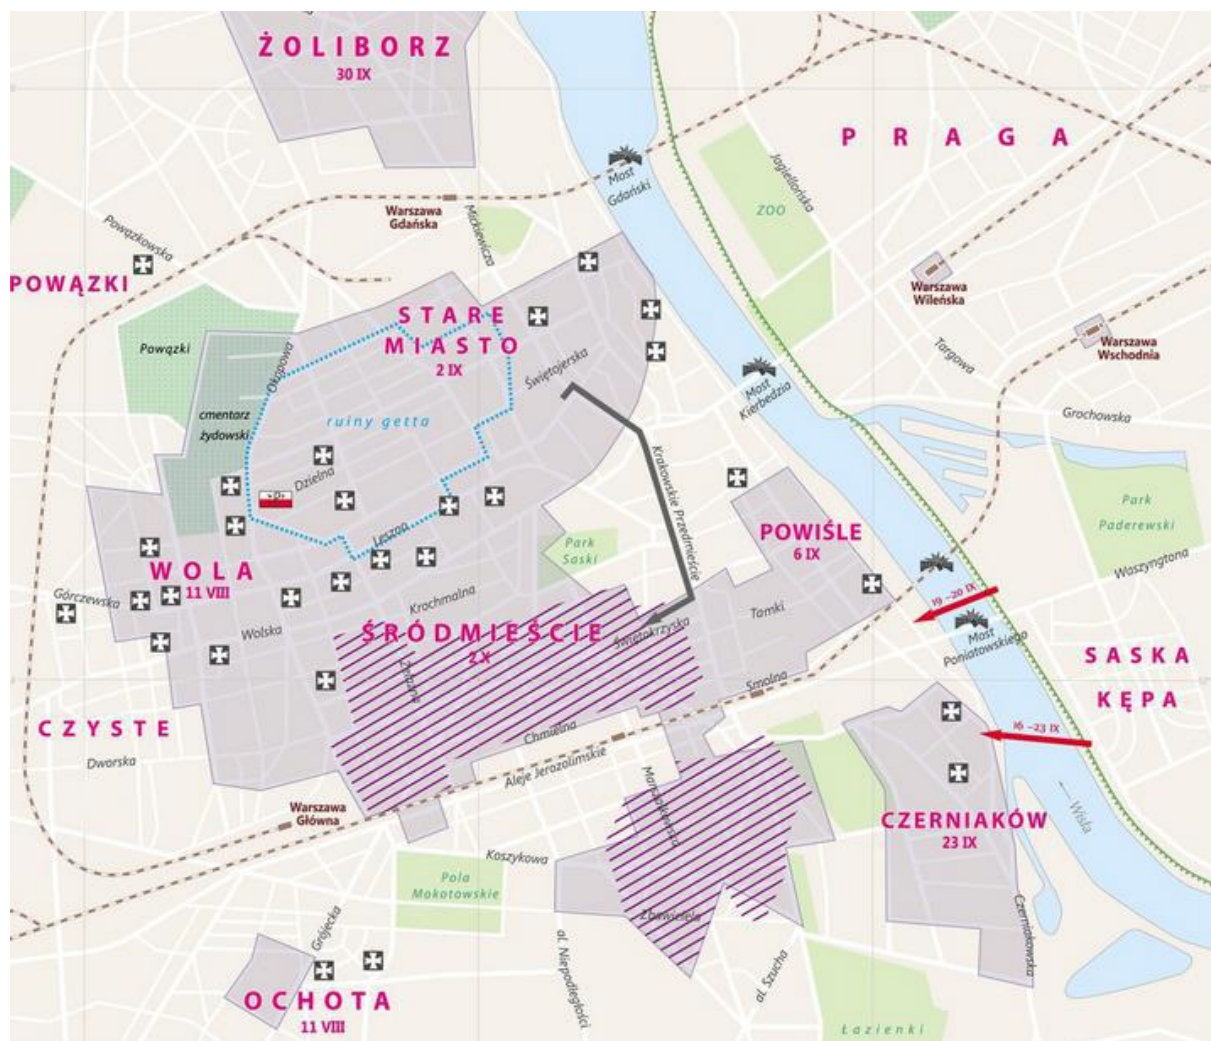 ŻOLIBORZ
30 IX
PRAGA
Most
Gdański
Jagiellońska
ZOO
Warszawa
Gdańska
Mickiewicza
Powązkowska
POWĄZKI
Warszawa
Wileńska
STARE
MIASTO
2 IX
Powązki
Okopowa
Świętojerska
Warszawa
Wschodnia
Targowa
Most
Kierbedzia
Grochowska
cmentarz
żydowski
ruiny getta
Dzielna
Krakowskie Przedmieście
Park
Paderewski
Leszno
Park
Saski
POWIŚLE
6 IX
Waszyngtona
WOLA
11 VIII
Górczewska
Krochmalna
Tamki
19 –20 IX
Wolska
ŚRÓDMIEŚCIE
2 X
Świętokrzyska
Most
Poniatowskiego
SASKA
KĘPA
Żelazna
Smolna
CZYSTE
Chmielna
16 –23 IX
Dworska
Aleje Jerozolimskie
Marszałkowska
Warszawa
Główna
CZERNIAKÓW
23 IX
Wisła
Koszykowa
Pola
Mokotowskie
Zbawiciela
Grójecka
al. Niepodległości
al. Szucha
Czerniakowska
OCHOTA
11 VIII
Łazienki